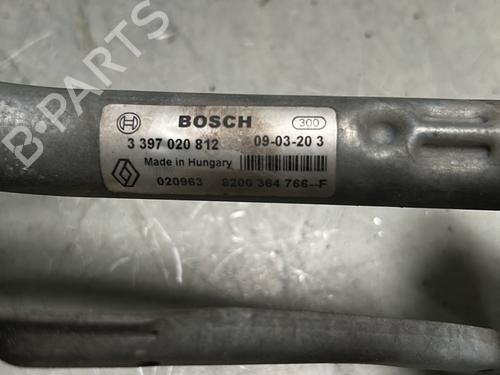 B-PARTS
BOSCH 300
3 397 020 812 09-03-20 3
Made in Hungary
020963 8200 364 766--F